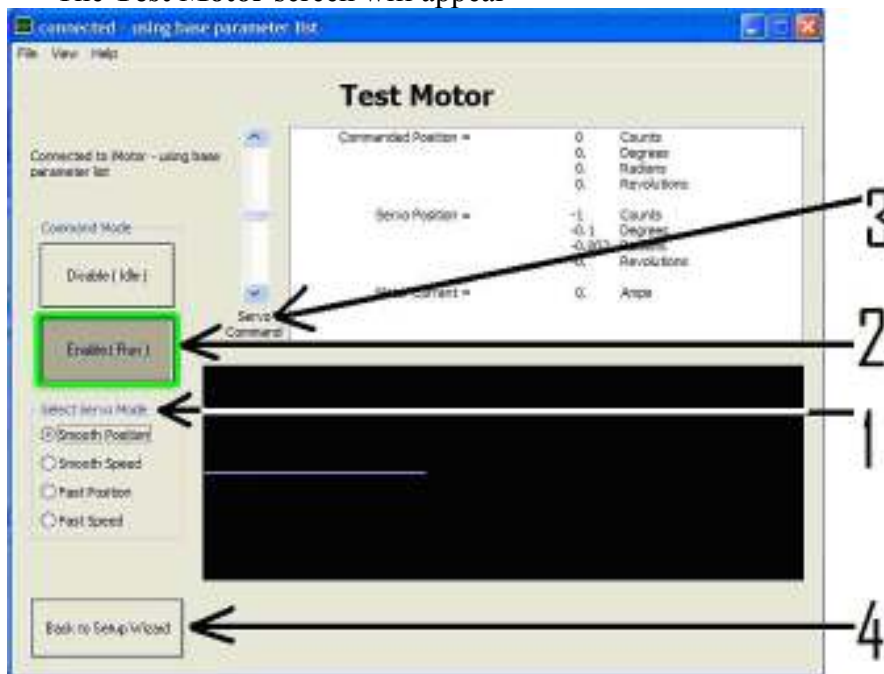 The Test Motor screen will appear
connected - using base parameter list
File View Help
Test Motor
Connected to iMotor - using base
parameter list
Commanded Position = 0 Counts
0. Degrees
0. Radians
0. Revolutions
Servo Position = -1 Counts
-0.1 Degrees
Revolutions
Motor Current = 0. Amps
Command Mode
Disable ( Idle )
Enabled ( Run )
Servo
Command
Select Servo Mode
Smooth Position
Smooth Speed
Fast Position
Fast Speed
Back to Setup Wizard
3
2
1
4